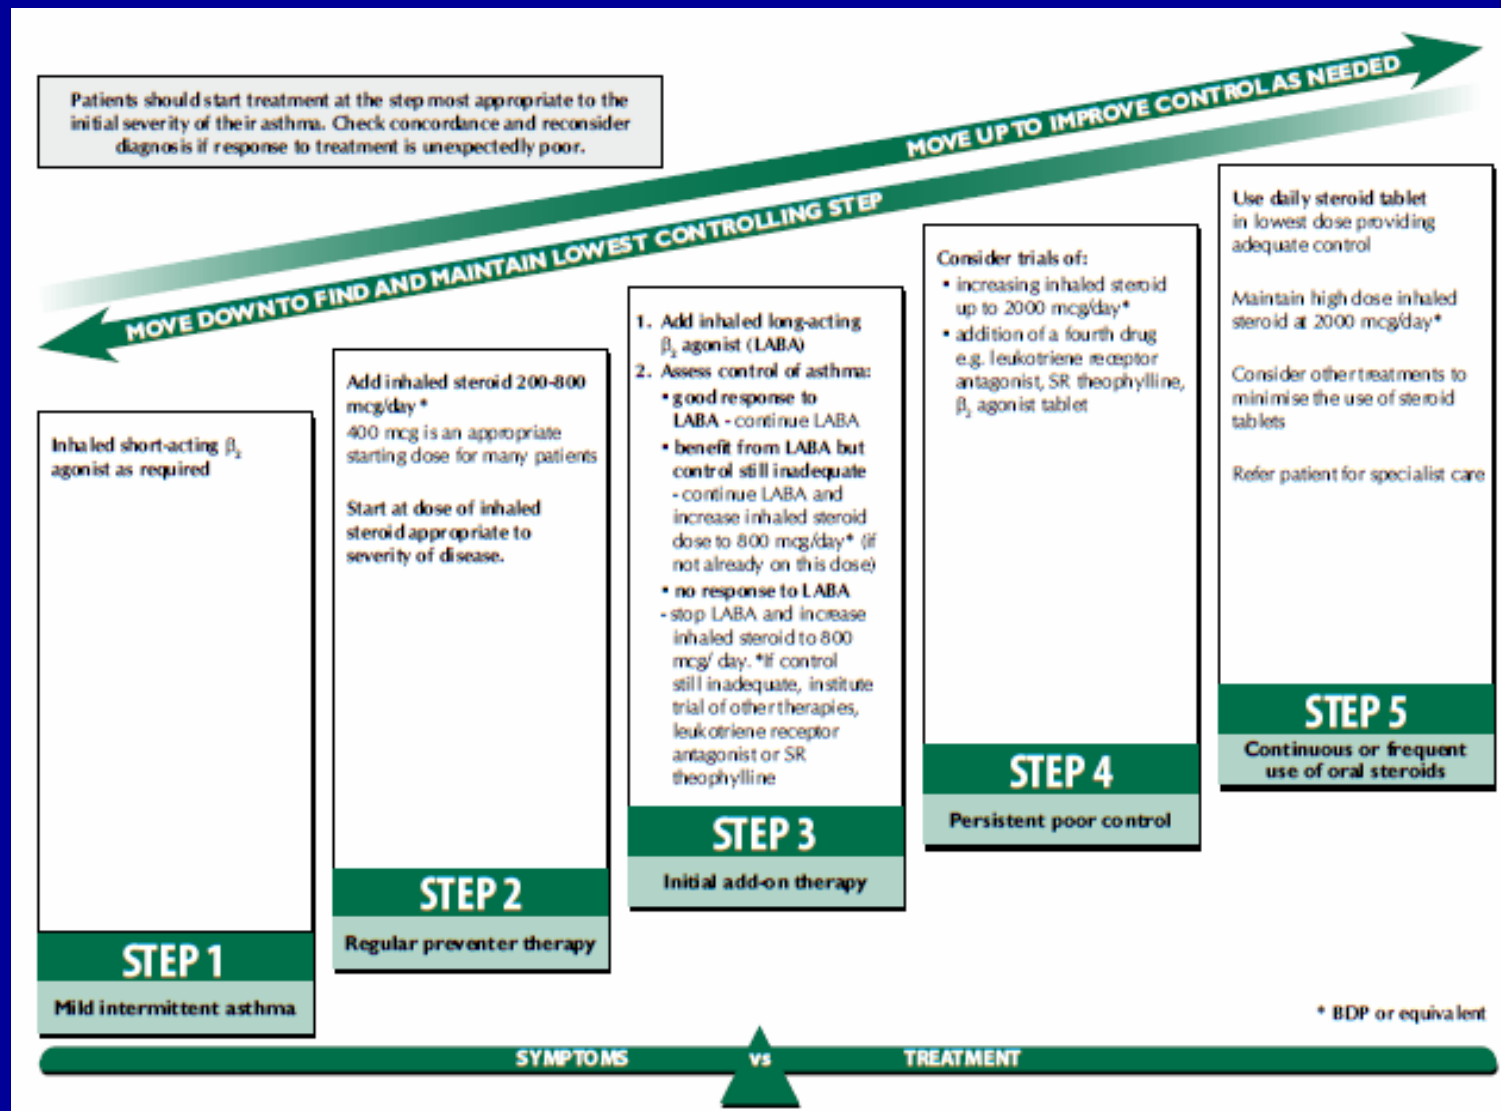 Patients should start treatment at the step most appropriate to the
initial severity of their asthma. Check concordance and reconsider
diagnosis if response to treatment is unexpectedly poor.
MOVE UP TO IMPROVE CONTROL AS NEEDED
MOVE DOWN TO FIND AND MAINTAIN LOWEST CONTROLLING STEP
Inhaled short-acting β₂
agonist as required
STEP 1
Mild intermittent asthma
Add inhaled steroid 200-800
mcg/day*
400 mcg is an appropriate
starting dose for many patients
Start at dose of inhaled
steroid appropriate to
severity of disease.
STEP 2
Regular preventer therapy
1. Add inhaled long-acting
β₂ agonist (LABA)
2. Assess control of asthma:
• good response to
LABA - continue LABA
• benefit from LABA but
control still inadequate
- continue LABA and
increase inhaled steroid
dose to 800 mcg/day* (if
not already on this dose)
• no response to LABA
- stop LABA and increase
inhaled steroid to 800
mcg/ day. *If control
still inadequate, institute
trial of other therapies,
leukotriene receptor
antagonist or SR
theophylline
STEP 3
Initial add-on therapy
Consider trials of:
• increasing inhaled steroid
up to 2000 mcg/day*
• addition of a fourth drug
e.g. leukotriene receptor
antagonist, SR theophylline,
β₂ agonist tablet
STEP 4
Persistent poor control
Use daily steroid tablet
in lowest dose providing
adequate control
Maintain high dose inhaled
steroid at 2000 mcg/day*
Consider other treatments to
minimise the use of steroid
tablets
Refer patient for specialist care
STEP 5
Continuous or frequent
use of oral steroids
* BDP or equivalent
SYMPTOMS vs TREATMENT